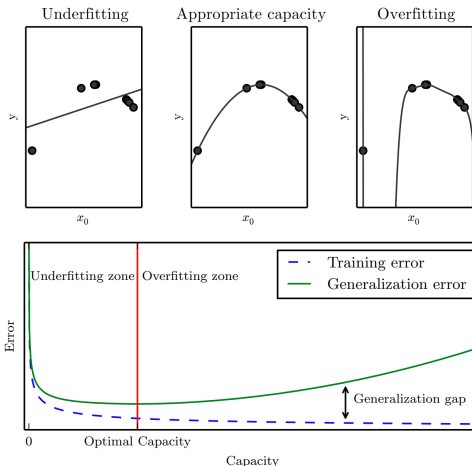 Underfitting
Appropriate capacity
Overfitting
y
y
y
x0
x0
x0
Underfitting zone
Overfitting zone
Training error
Generalization error
Error
Generalization gap
0
Optimal Capacity
Capacity